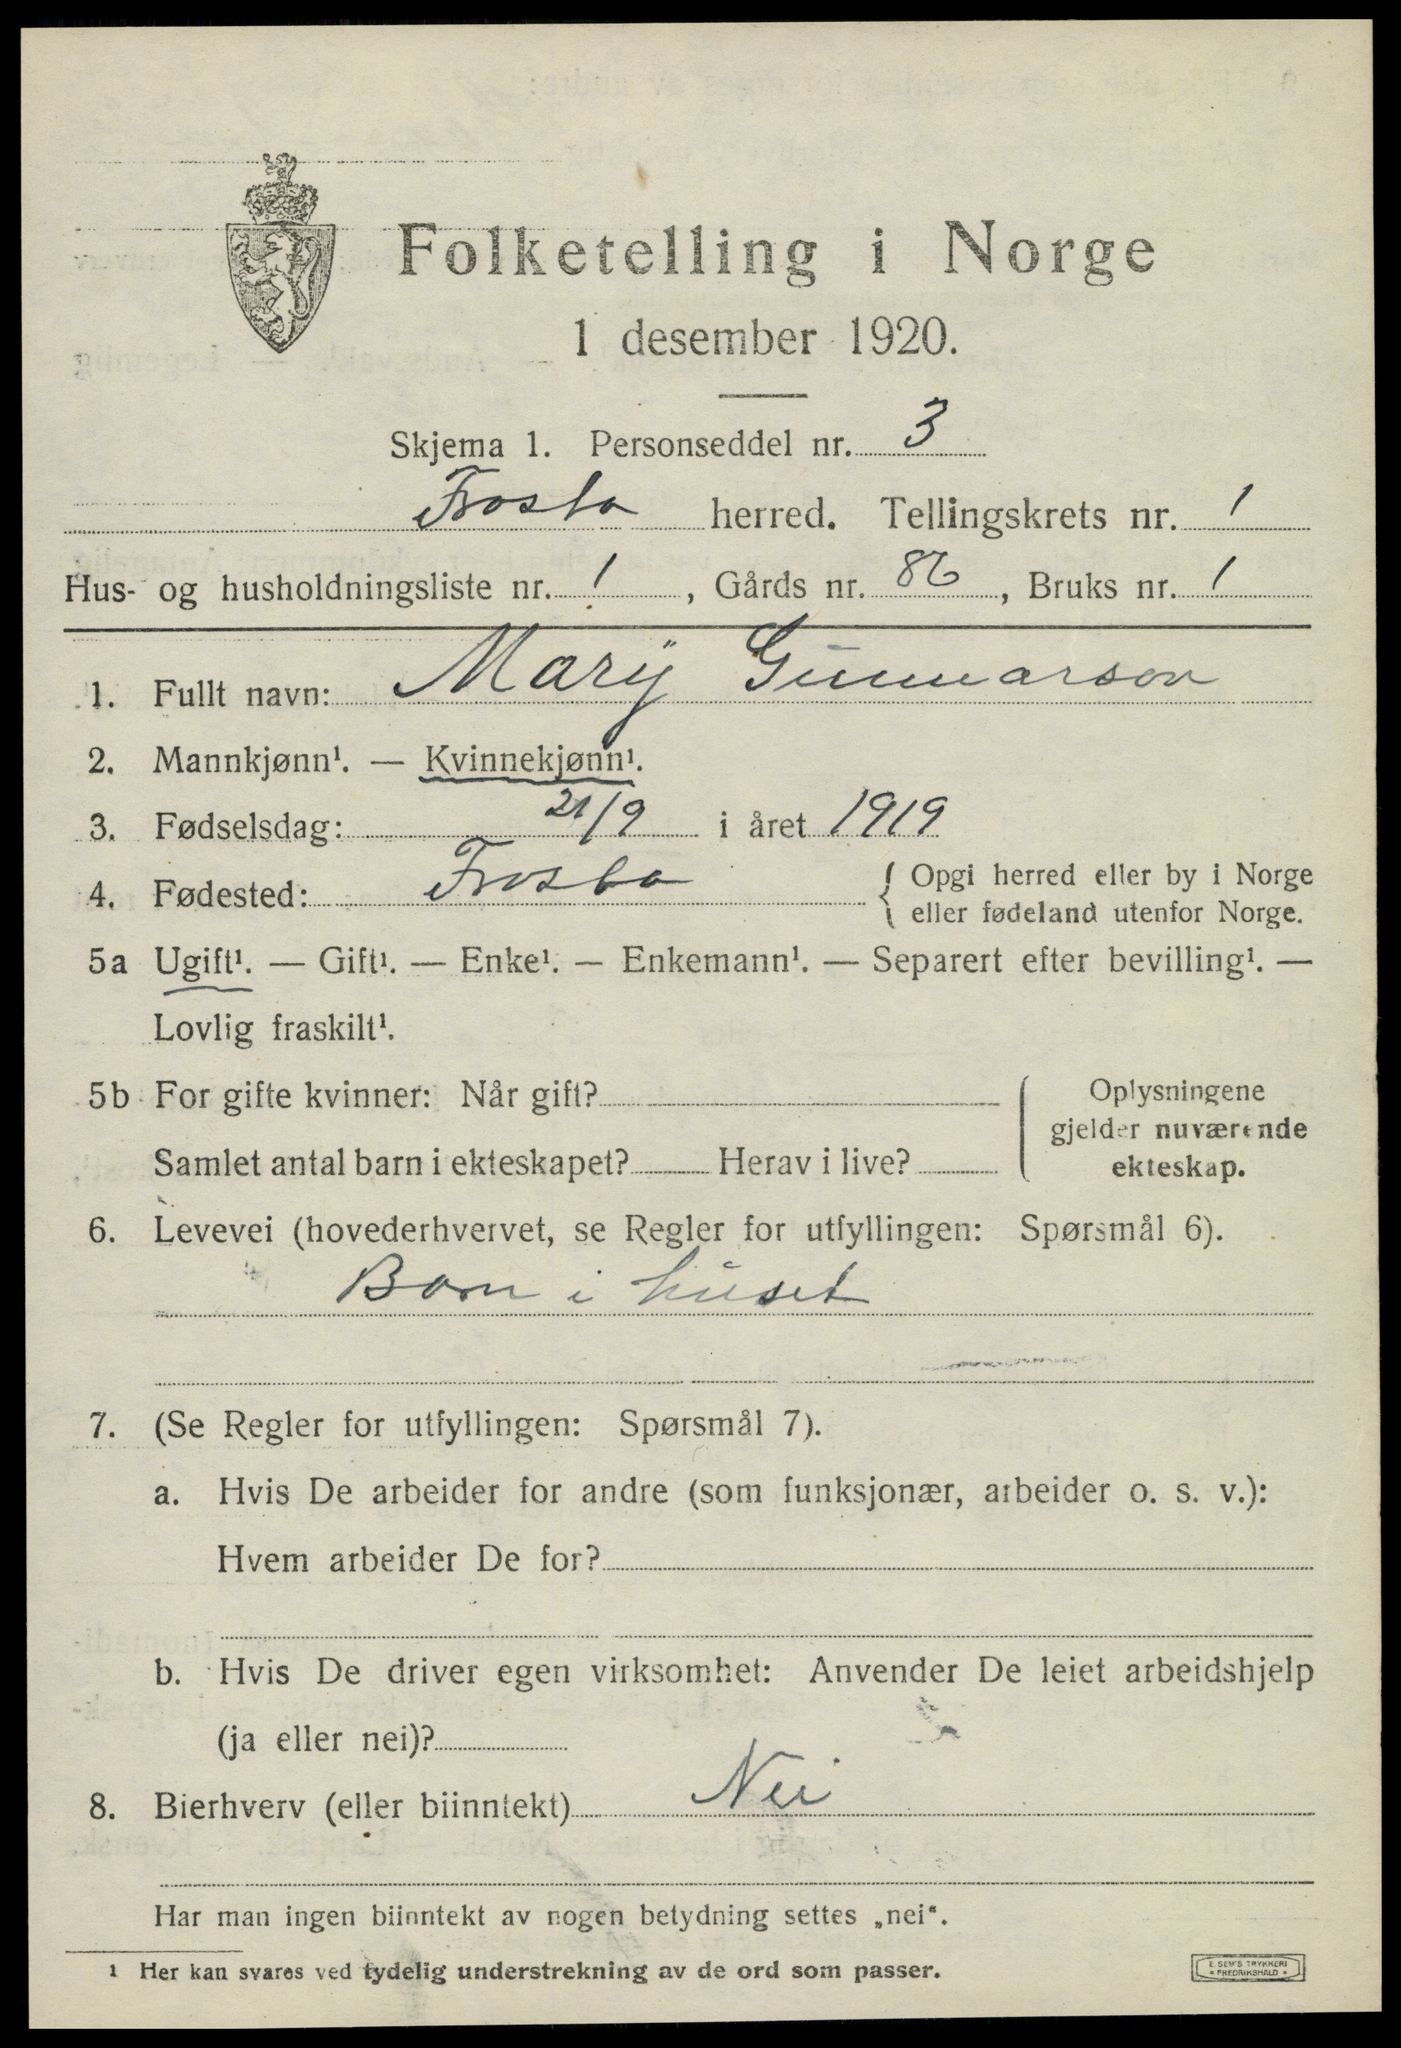 Folketelling i Norge
1 desember 1920.
Skjema 1. Personseddel nr. 3
Frosta herred. Tellingskrets nr. 1
Hus- og husholdningsliste nr. 1, Gårds nr. 86, Bruks nr. 1
1. Fullt navn: Mary Gunnarson
2. Mannkjønn¹. — Kvinnekjønn¹.
3. Fødselsdag: 21/9 i året 1919
4. Fødested: Frosta { Opgi herred eller by i Norge
eller fødeland utenfor Norge.
5a Ugift¹. — Gift¹. — Enke¹. — Enkemann¹. — Separert efter bevilling¹. —
Lovlig fraskilt¹.
5b For gifte kvinner: Når gift?
Samlet antal barn i ekteskapet? Herav i live?
Oplysningene
gjelder nuværende
ekteskap.
6. Levevei (hovederhvervet, se Regler for utfyllingen: Spørsmål 6).
Barn i huset
7. (Se Regler for utfyllingen: Spørsmål 7).
a. Hvis De arbeider for andre (som funksjonær, arbeider o. s. v.):
Hvem arbeider De for?
b. Hvis De driver egen virksomhet: Anvender De leiet arbeidshjelp
(ja eller nei)?
8. Bierhverv (eller biinntekt) Nei
Har man ingen biinntekt av nogen betydning settes „nei“.
1 Her kan svares ved tydelig understrekning av de ord som passer.
E. SEM'S TRYKKERI
• FREDRIKSHALD •